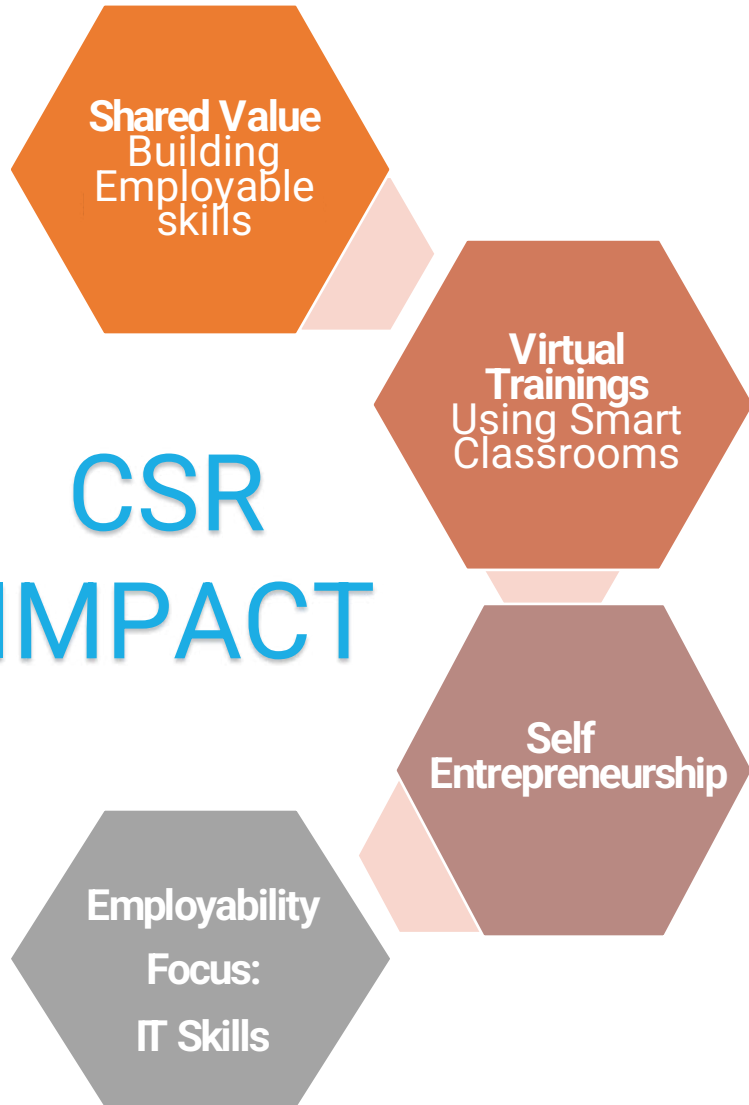 Shared Value
Building
Employable
skills
Virtual
Trainings
Using Smart
Classrooms
CSR
IMPACT
Self
Entrepreneurship
Employability
Focus:
IT Skills